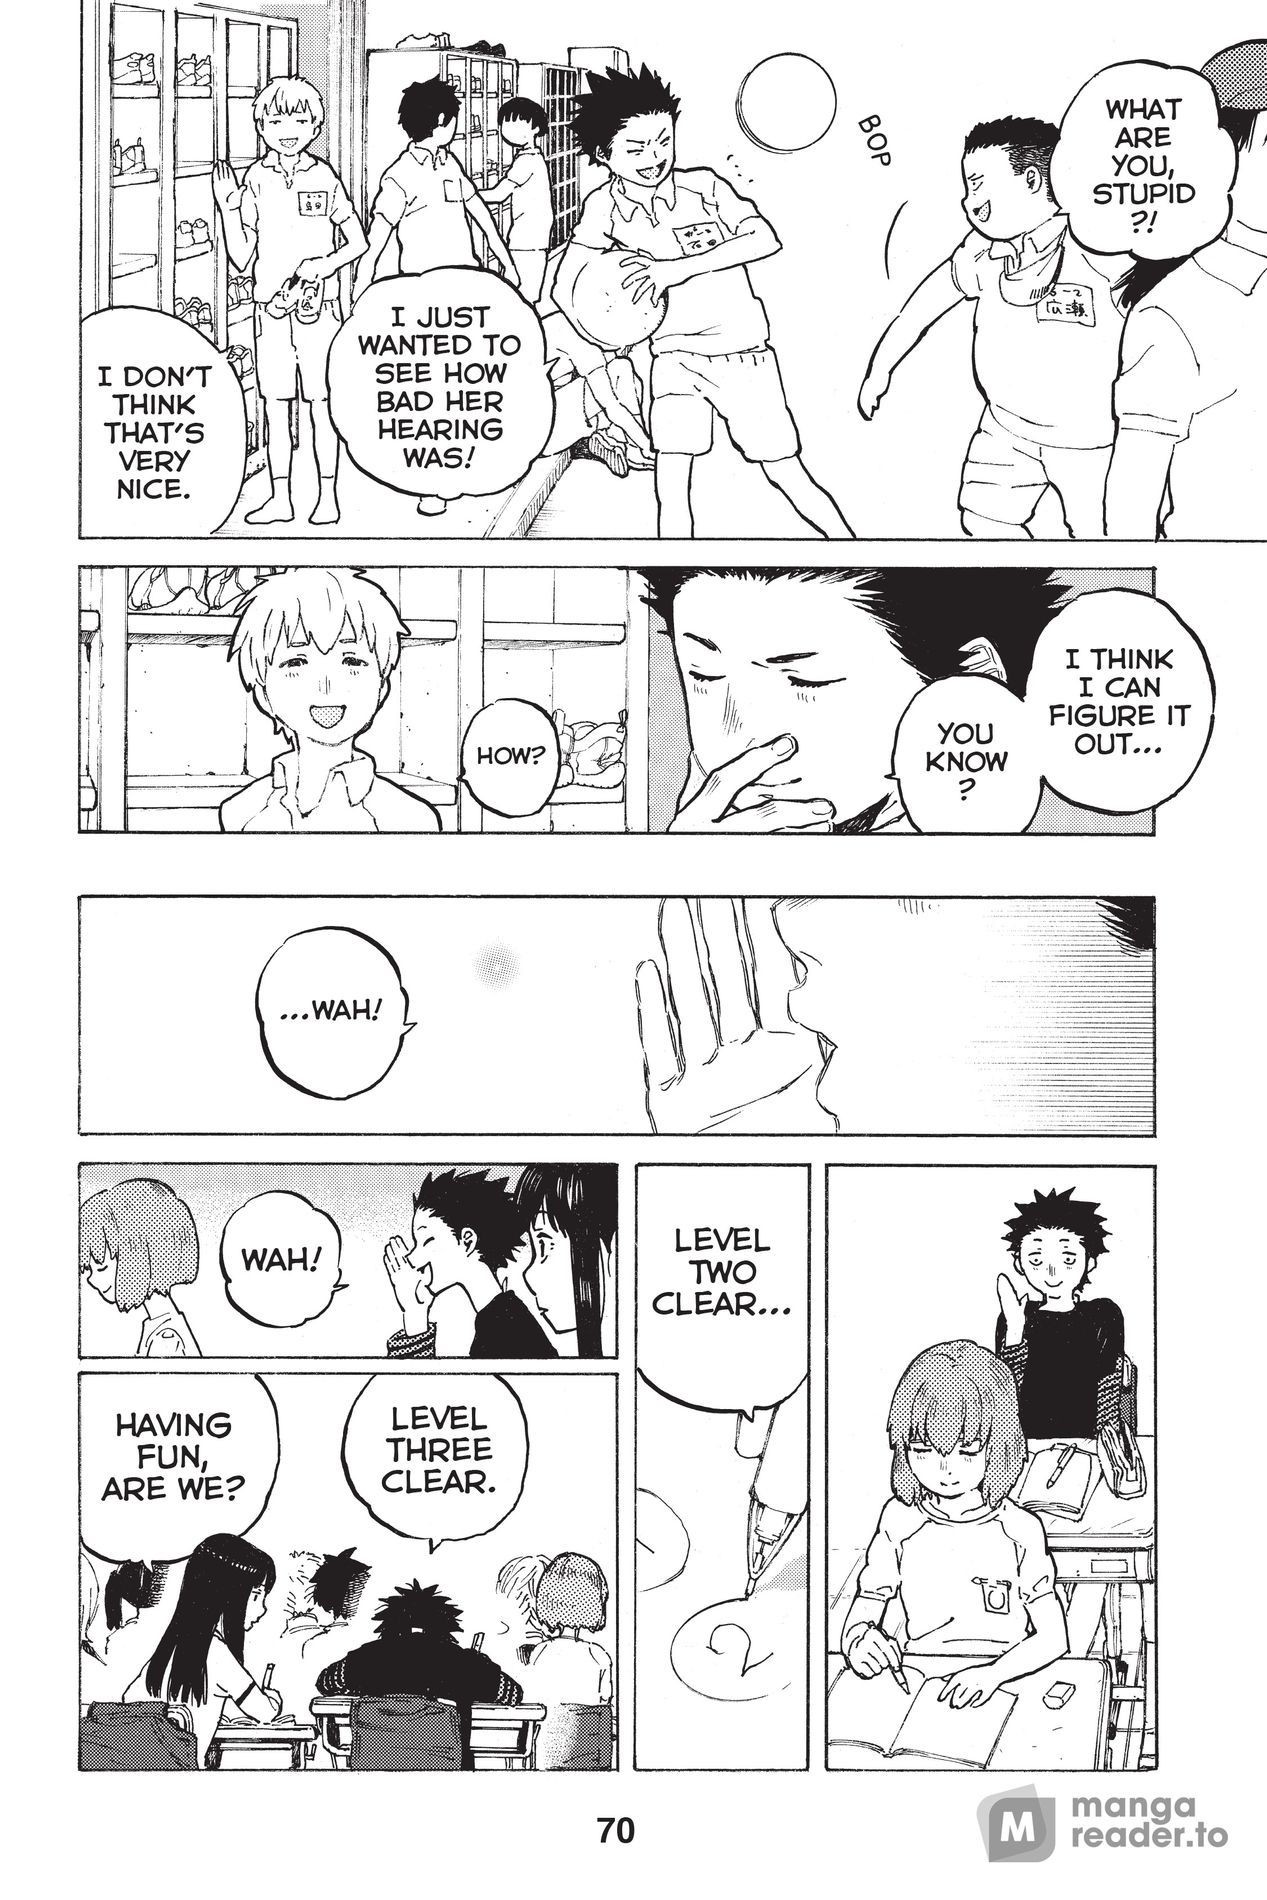 WHAT
ARE
YOU,
STUPID
?!
BOP
I JUST
WANTED TO
SEE HOW
BAD HER
HEARING
WAS!
I DON'T
THINK
THAT'S
VERY
NICE.
I THINK
I CAN
FIGURE IT
OUT...
YOU
KNOW
?
HOW?
...WAH!
LEVEL
TWO
CLEAR...
2
WAH!
LEVEL
THREE
CLEAR.
HAVING
FUN,
ARE WE?
70
M manga
reader.to